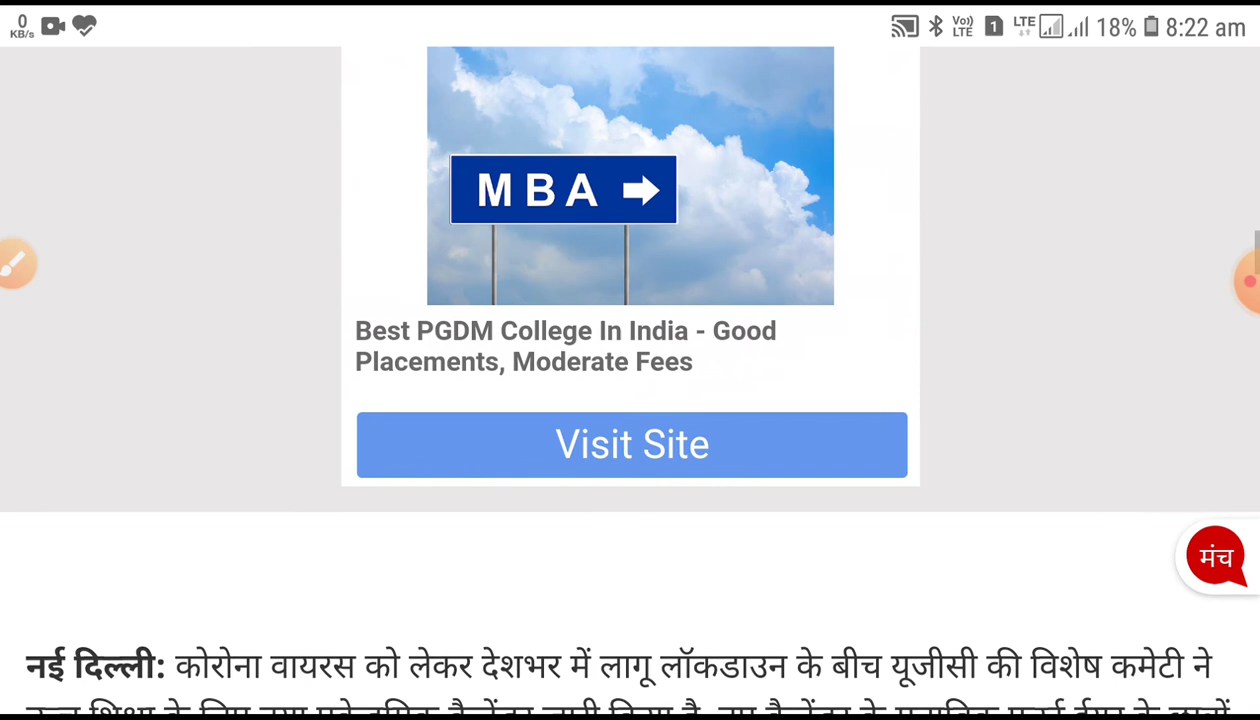 0
KB/s
Vo))
LTE
1
LTE
18%
8:22 am
MBA
Best PGDM College In India - Good
Placements, Moderate Fees
Visit Site
मंच
नई दिल्ली: कोरोना वायरस को लेकर देशभर में लागू लॉकडाउन के बीच यूजीसी की विशेष कमेटी ने